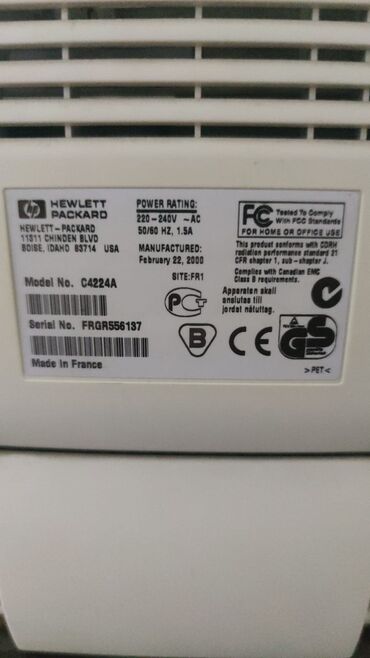 hp HEWLETT
PACKARD
HEWLETT-PACKARD
11311 CHINDEN BLVD
BOISE, IDAHO 83714 USA
Model No. C4224A
Serial No. FRGR556137
Made in France
POWER RATING:
220-240V ~AC
50/60 HZ, 1.5A
MANUFACTURED:
February 22, 2000
SITE:FR1
FC Tested To Comply
With FCC Standards
FOR HOME OR OFFICE USE
This product conforms with CDRH
radiation performance standard 21
CFR chapter 1, sub-chapter J.
Complies with Canadian EMC
Class B requirements.
Apparaten skall
anslutas till
jordat nätuttag.
B
CE
GS
>PET<